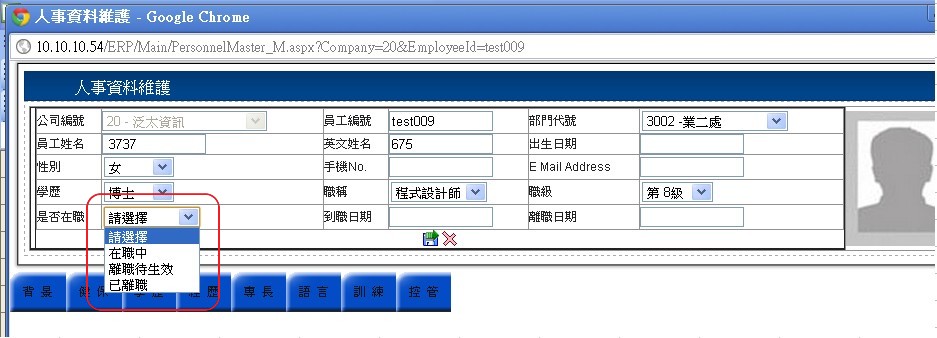 人事資料維護 - Google Chrome
10.10.10.54/ERP/Main/PersonnelMaster_M.aspx?Company=20&EmployeeId=test009
人事資料維護
公司編號 20 - 泛太資訊 員工編號 test009 部門代號 3002 -業二處
員工姓名 3737 英文姓名 675 出生日期
性別 女 手機No. E Mail Address
學歷 博士 職稱 程式設計師 職級 第 8級
是否在職 請選擇 到職日期 離職日期
請選擇
在職中
離職待生效
已離職
背景 健保 學歷 經歷 專長 語言 訓練 控管